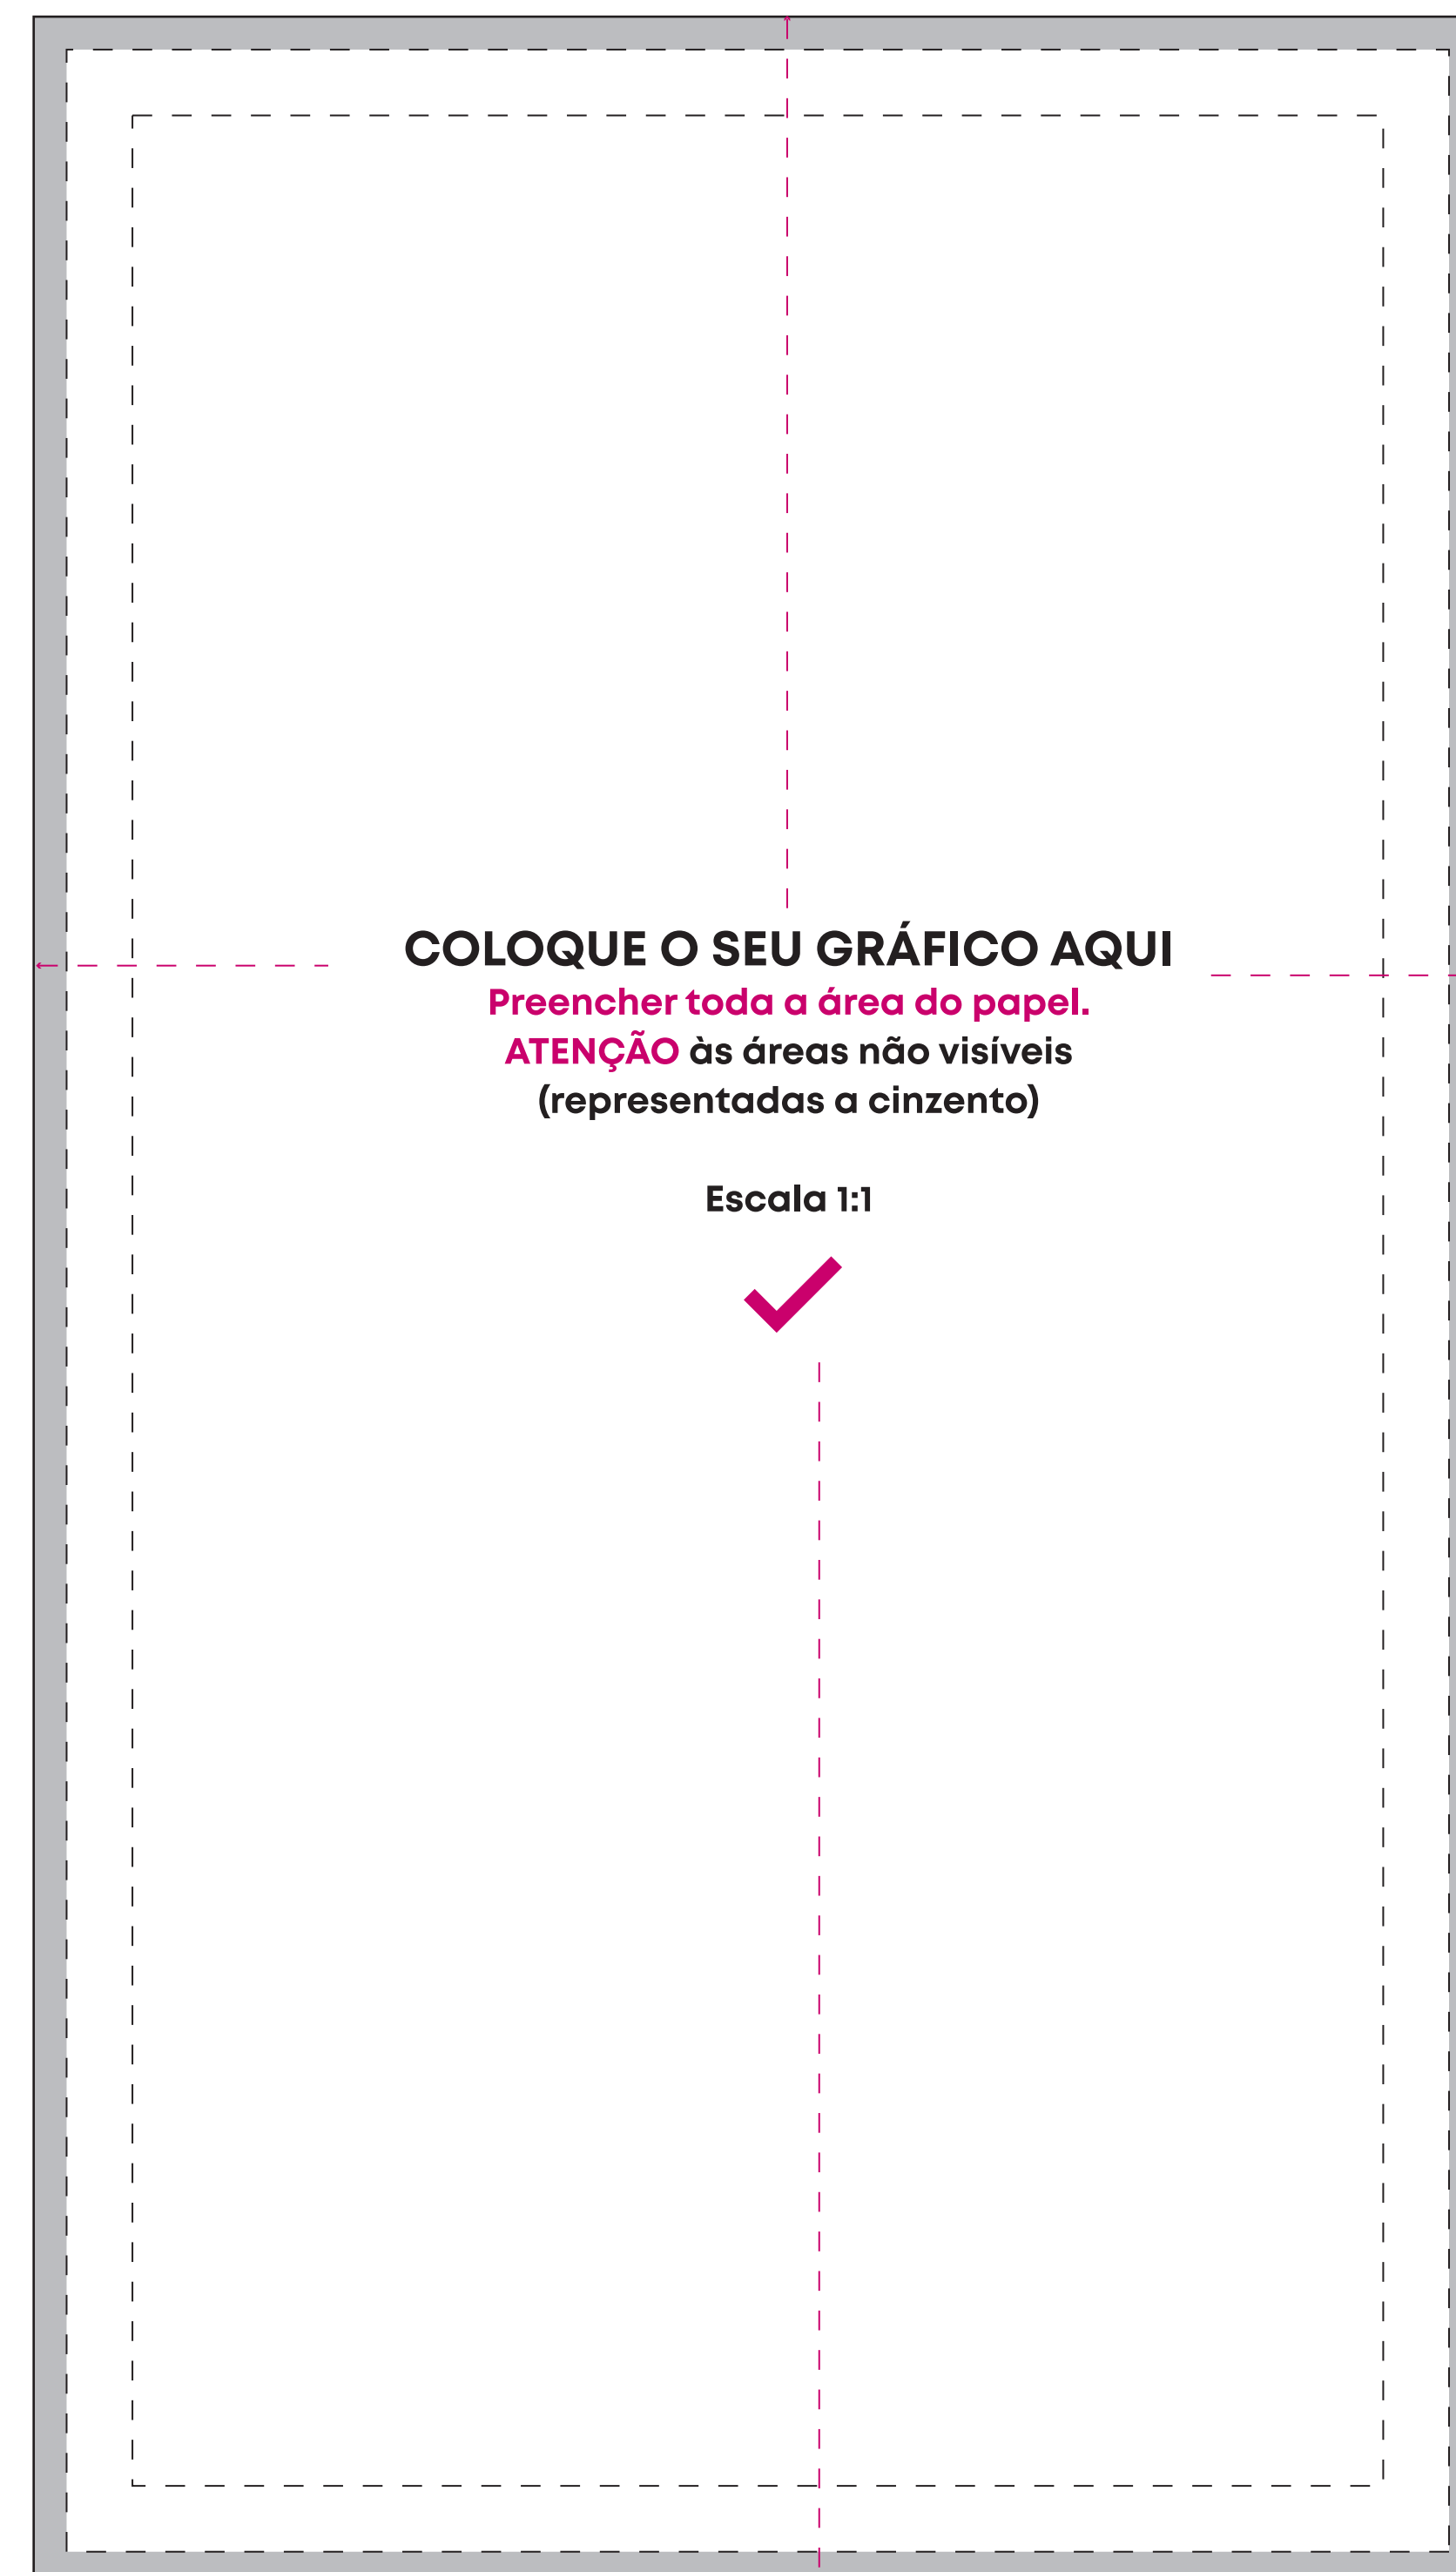 COLOQUE O SEU GRÁFICO AQUI
Preencher toda a área do papel.
ATENÇÃO às áreas não visíveis
(representadas a cinzento)
Escala 1:1